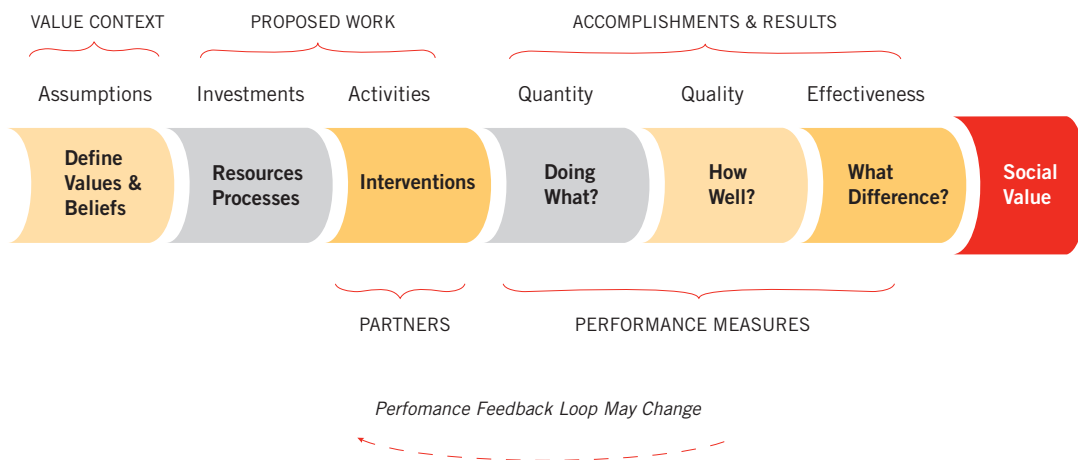 VALUE CONTEXT
PROPOSED WORK
ACCOMPLISHMENTS & RESULTS
Assumptions
Investments
Activities
Quantity
Quality
Effectiveness
Define
Values &
Beliefs
Resources
Processes
Interventions
Doing
What?
How
Well?
What
Difference?
Social
Value
PARTNERS
PERFORMANCE MEASURES
Perfomance Feedback Loop May Change